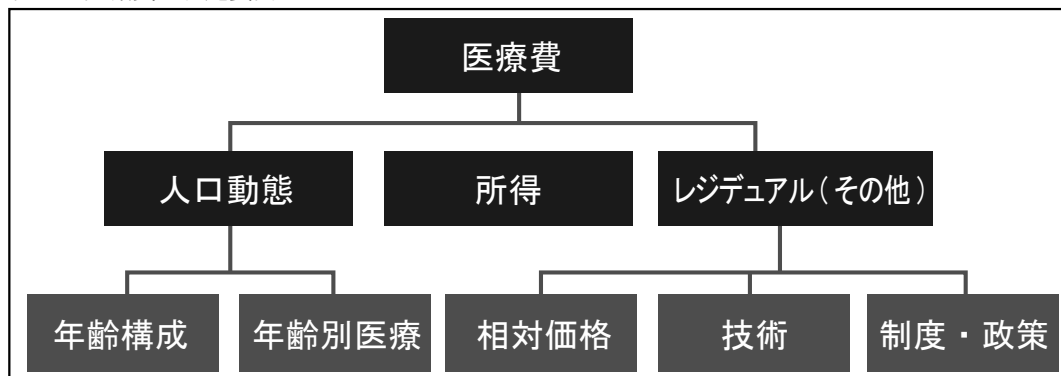 医療費
人口動態
所得
レジデュアル(その他)
年齢構成
年齢別医療
相対価格
技術
制度・政策